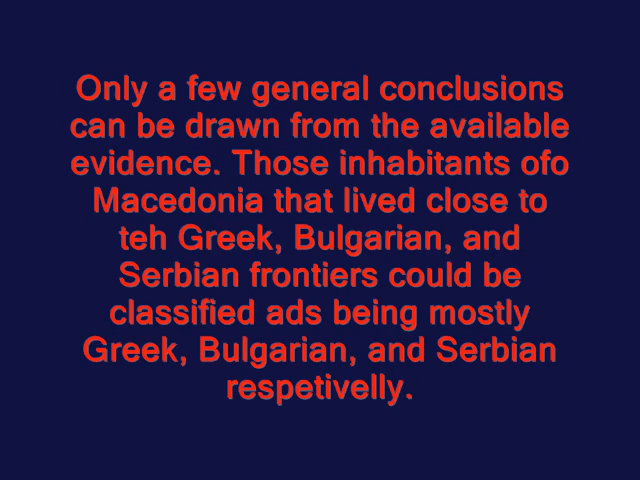 Only a few general conclusions
can be drawn from the available
evidence. Those inhabitants ofo
Macedonia that lived close to
teh Greek, Bulgarian, and
Serbian frontiers could be
classified ads being mostly
Greek, Bulgarian, and Serbian
respetivelly.